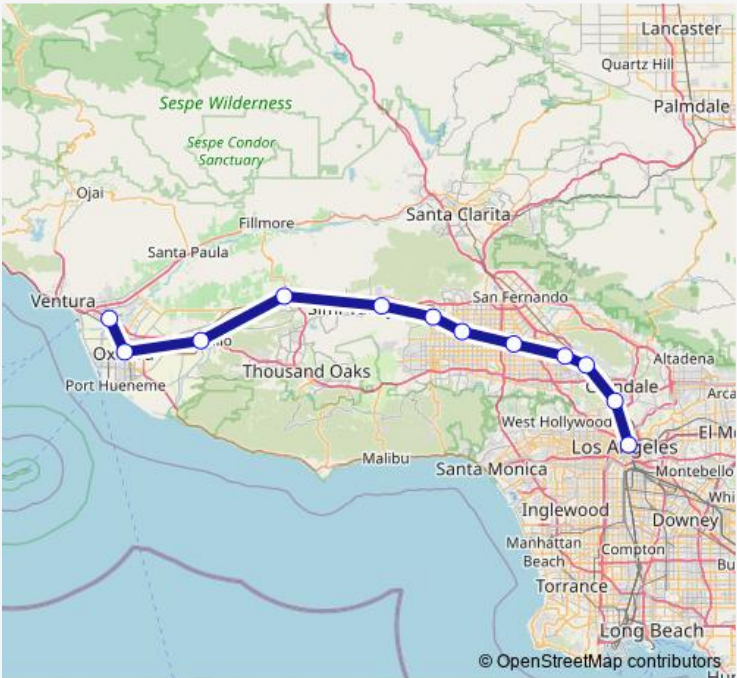 Lancaster
Quartz Hill
Palmdale
Sespe Wilderness
Sespe Condor
Sanctuary
Ojai
Santa Clarita
Fillmore
Santa Paula
Ventura
San Fernando
Thousand Oaks
Port Hueneme
Altadena
West Hollywood
Los Angeles
Malibu
Santa Monica
Montebello
Inglewood
Downey
Manhattan
Beach
Compton
Torrance
Long Beach
© OpenStreetMap contributors